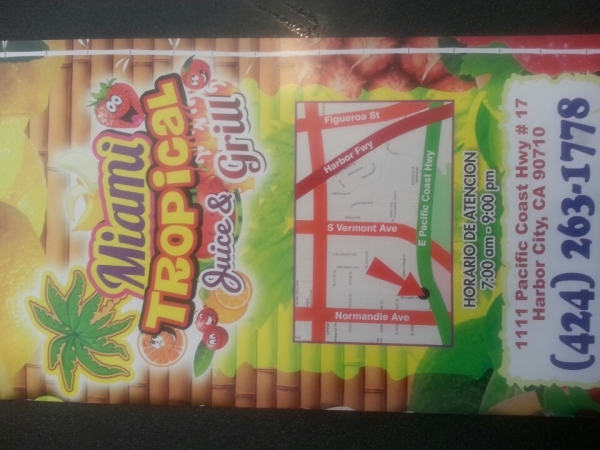 Miami
TROPiCAL
Juice & Grill
Figueroa St
Harbor Fwy
E Pacific Coast Hwy
S Vermont Ave
Normandie Ave
HORARIO DE ATENCION
7:00 am - 9:00 pm
1111 Pacific Coast Hwy # 17
Harbor City, CA 90710
(424) 263-1778